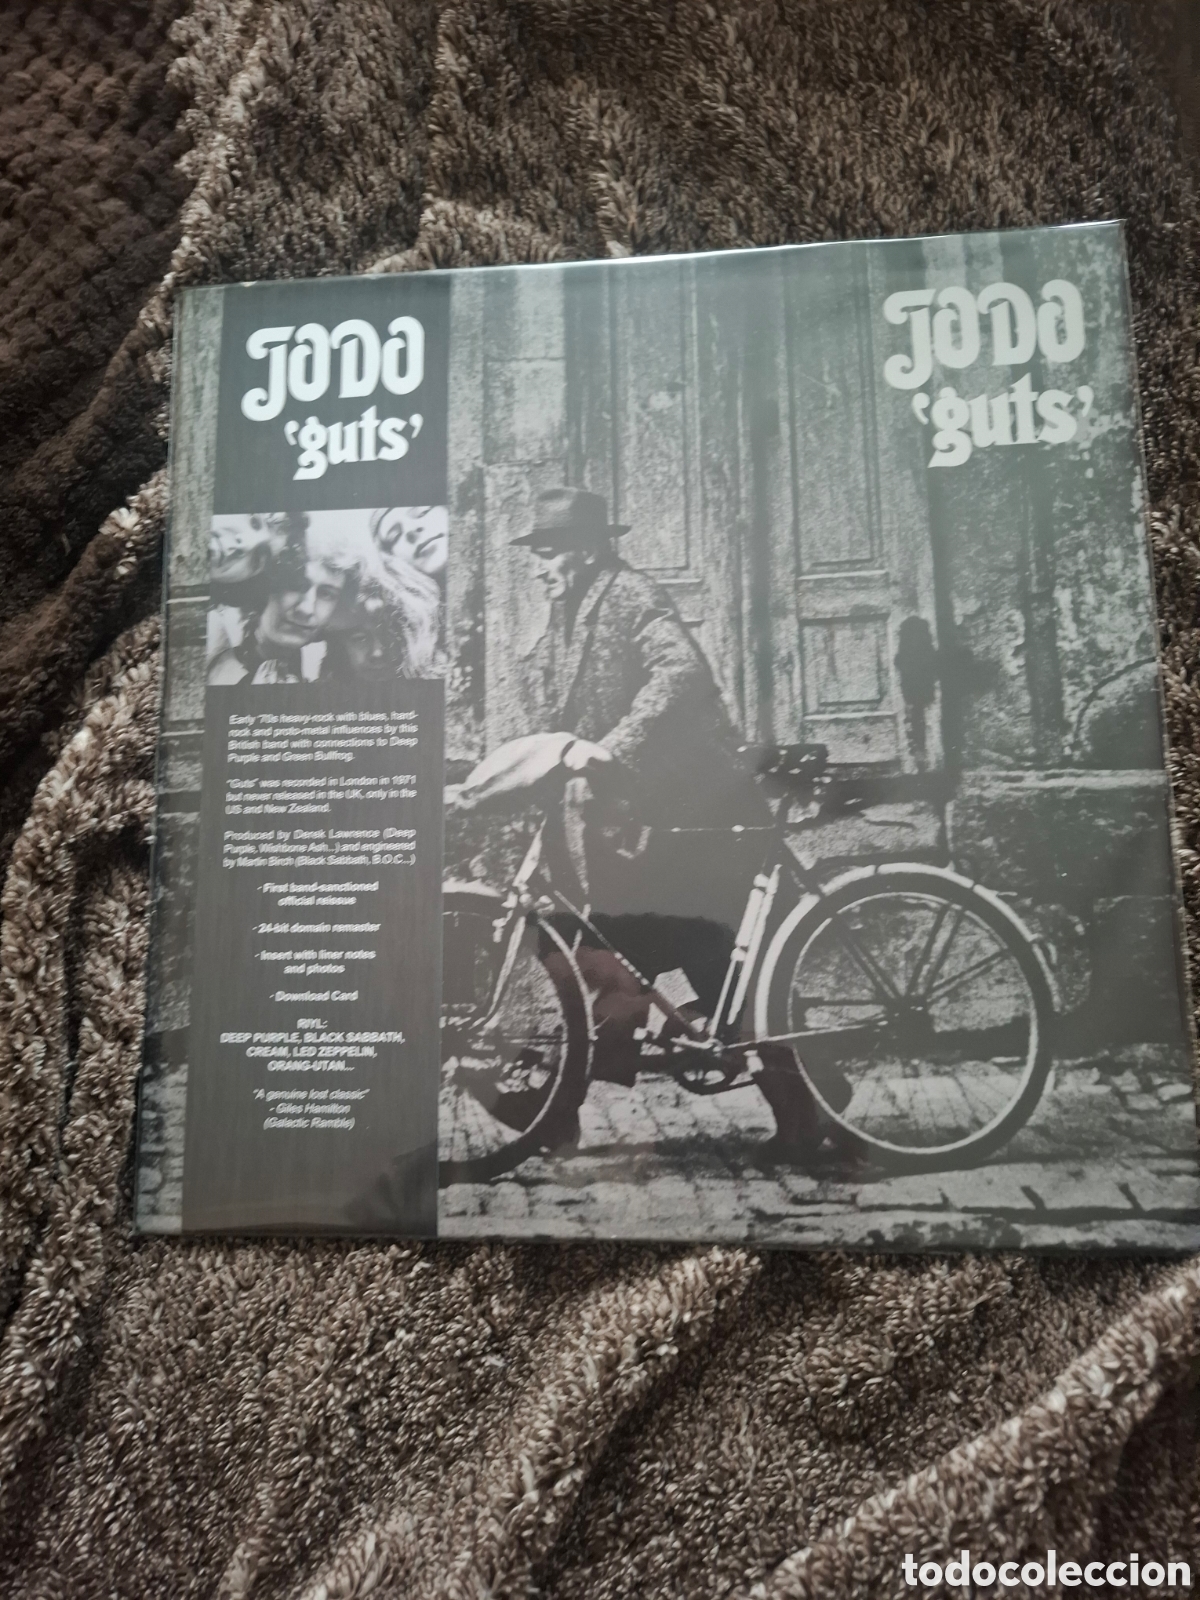 JODO
'guts'
JODO
'guts'
Early '70s heavy-rock with blues, hard-
rock and proto-metal influences by this
British band with connections to Deep
Purple and Green Bullfrog.
"Guts" was recorded in London in 1971
but never released in the UK, only in the
US and New Zealand.
Produced by Derek Lawrence (Deep
Purple, Wishbone Ash...) and engineered
by Martin Birch (Black Sabbath, B.O.C...)
- First band-sanctioned
official reissue
- 24-bit domain remaster
- Insert with liner notes
and photos
- Download Card
RIYL:
DEEP PURPLE, BLACK SABBATH,
CREAM, LED ZEPPELIN,
ORANG-UTAN...
"A genuine lost classic"
- Giles Hamilton
(Galactic Ramble)
todocoleccion